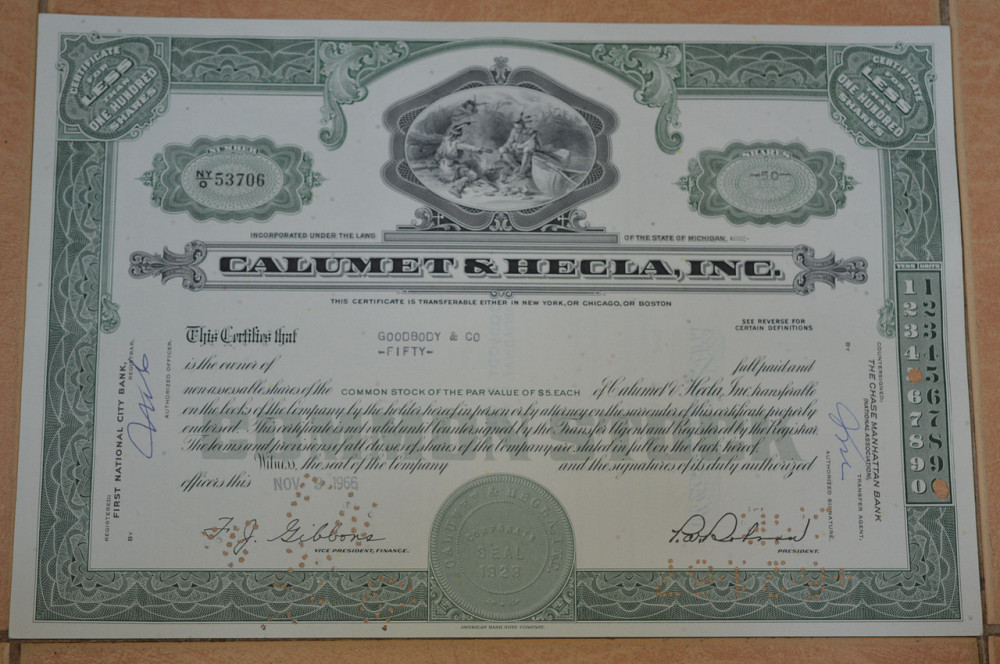 CERTIFICATE
FOR
LESS
THAN
ONE HUNDRED
SHARES
CERTIFICATE
FOR
LESS
THAN
ONE HUNDRED
SHARES
NUMBER
NY/O 53706
SHARES
-50-
INCORPORATED UNDER THE LAWS
OF THE STATE OF MICHIGAN,
CALUMET & HECLA, INC.
THIS CERTIFICATE IS TRANSFERABLE EITHER IN NEW YORK, OR CHICAGO, OR BOSTON
SEE REVERSE FOR
CERTAIN DEFINITIONS
This Certifies that
GOODBODY & CO
-FIFTY-
is the owner of
full paid and
nonassessable shares of the COMMON STOCK OF THE PAR VALUE OF $5. EACH of Calumet & Hecla, Inc. transferable
on the books of the Company by the holder hereof in person or by attorney on the surrender of this certificate properly
endorsed. This certificate is not valid until countersigned by the Transfer Agent and Registered by the Registrar.
The terms and provisions of all classes of shares of the Company are stated in full on the back hereof.
Witness, the seal of the Company and the signatures of its duly authorized
officers this NOV 1966
F. J. Gibbons
VICE PRESIDENT, FINANCE.
PRESIDENT.
SEAL
AMERICAN BANK NOTE COMPANY.
REGISTERED:
FIRST NATIONAL CITY BANK,
REGISTRAR,
BY
AUTHORIZED OFFICER.
COUNTERSIGNED:
THE CHASE MANHATTAN BANK
(NATIONAL ASSOCIATION)
TRANSFER AGENT,
BY
AUTHORIZED SIGNATURE.
TENS UNITS
1 1
2 2
3 3
4 4
5
6 6
7 7
8 8
9 9
0